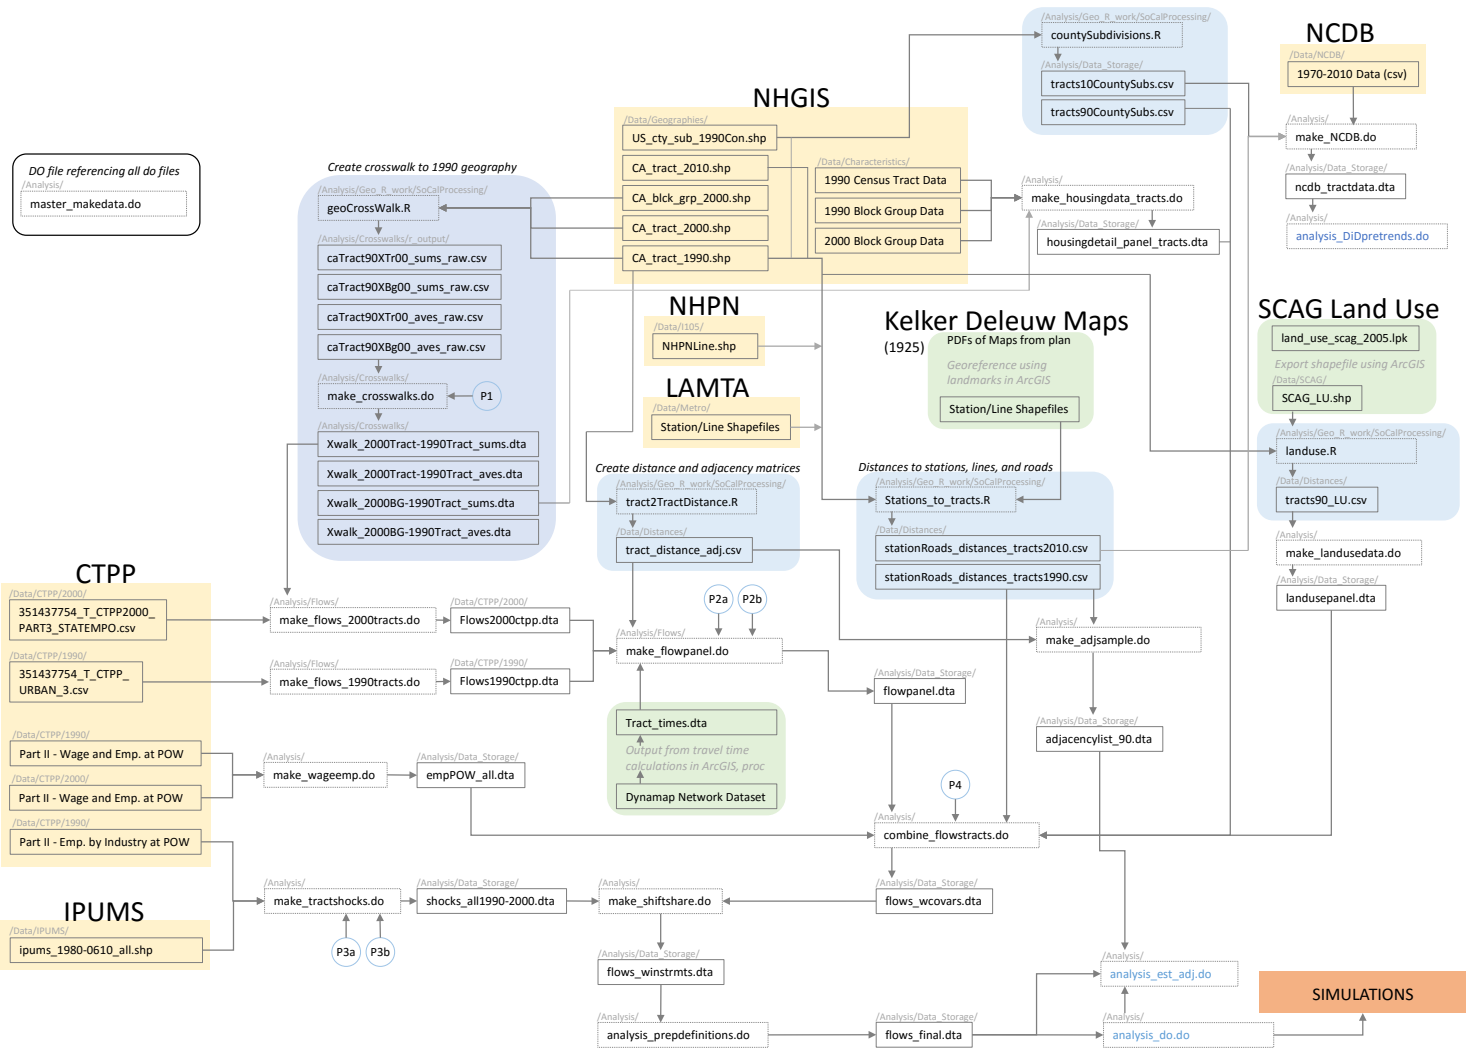 DO file referencing all do files
/Analysis/
master_makedata.do
Create crosswalk to 1990 geography
/Analysis/Geo_R_work/SoCalProcessing/
geoCrossWalk.R
/Analysis/Crosswalks/r_output/
caTract90XTr00_sums_raw.csv
caTract90XBg00_sums_raw.csv
caTract90XTr00_aves_raw.csv
caTract90XBg00_aves_raw.csv
/Analysis/Crosswalks/
make_crosswalks.do
P1
/Analysis/Crosswalks/
Xwalk_2000Tract-1990Tract_sums.dta
Xwalk_2000Tract-1990Tract_aves.dta
Xwalk_2000BG-1990Tract_sums.dta
Xwalk_2000BG-1990Tract_aves.dta
NHGIS
/Data/Geographies/
US_cty_sub_1990Con.shp
CA_tract_2010.shp
CA_blck_grp_2000.shp
CA_tract_2000.shp
CA_tract_1990.shp
/Data/Characteristics/
1990 Census Tract Data
1990 Block Group Data
2000 Block Group Data
/Analysis/Geo_R_work/SoCalProcessing/
countySubdivisions.R
/Analysis/Data_Storage/
tracts10CountySubs.csv
tracts90CountySubs.csv
/Analysis/
make_housingdata_tracts.do
/Analysis/Data_Storage/
housingdetail_panel_tracts.dta
NCDB
/Data/NCDB/
1970-2010 Data (csv)
/Analysis/
make_NCDB.do
/Analysis/Data_Storage/
ncdb_tractdata.dta
/Analysis/
analysis_DiDpretrends.do
NHPN
/Data/I105/
NHPNLine.shp
LAMTA
/Data/Metro/
Station/Line Shapefiles
Kelker Deleuw Maps
(1925)
PDFs of Maps from plan
Georeference using
landmarks in ArcGIS
Station/Line Shapefiles
SCAG Land Use
land_use_scag_2005.lpk
Export shapefile using ArcGIS
/Data/SCAG/
SCAG_LU.shp
/Analysis/Geo_R_work/SoCalProcessing/
landuse.R
/Data/Distances/
tracts90_LU.csv
/Analysis/
make_landusedata.do
/Analysis/Data_Storage/
landusepanel.dta
Create distance and adjacency matrices
/Analysis/Geo_R_work/SoCalProcessing/
tract2TractDistance.R
/Data/Distances/
tract_distance_adj.csv
Distances to stations, lines, and roads
/Analysis/Geo_R_work/SoCalProcessing/
Stations_to_tracts.R
/Data/Distances/
stationRoads_distances_tracts2010.csv
stationRoads_distances_tracts1990.csv
CTPP
/Data/CTPP/2000/
351437754_T_CTPP2000_
PART3_STATEMPO.csv
/Data/CTPP/1990/
351437754_T_CTPP_
URBAN_3.csv
/Data/CTPP/1990/
Part II - Wage and Emp. at POW
/Data/CTPP/2000/
Part II - Wage and Emp. at POW
/Data/CTPP/1990/
Part II - Emp. by Industry at POW
/Analysis/Flows/
make_flows_2000tracts.do
/Data/CTPP/2000/
Flows2000ctpp.dta
/Analysis/Flows/
make_flows_1990tracts.do
/Data/CTPP/1990/
Flows1990ctpp.dta
P2a
P2b
/Analysis/Flows/
make_flowpanel.do
/Analysis/Data_Storage/
flowpanel.dta
/Analysis/
make_adjsample.do
/Analysis/Data_Storage/
adjacencylist_90.dta
Tract_times.dta
Output from travel time
calculations in ArcGIS, proc
Dynamap Network Dataset
/Analysis/
make_wageemp.do
/Analysis/Data_Storage/
empPOW_all.dta
P4
/Analysis/
combine_flowstracts.do
/Analysis/Data_Storage/
flows_wcovars.dta
IPUMS
/Data/IPUMS/
ipums_1980-0610_all.shp
/Analysis/
make_tractshocks.do
P3a
P3b
/Analysis/Data_Storage/
shocks_all1990-2000.dta
/Analysis/
make_shiftshare.do
/Analysis/Data_Storage/
flows_winstrmts.dta
/Analysis/
analysis_prepdefinitions.do
/Analysis/Data_Storage/
flows_final.dta
/Analysis/
analysis_est_adj.do
/Analysis/
analysis_do.do
SIMULATIONS